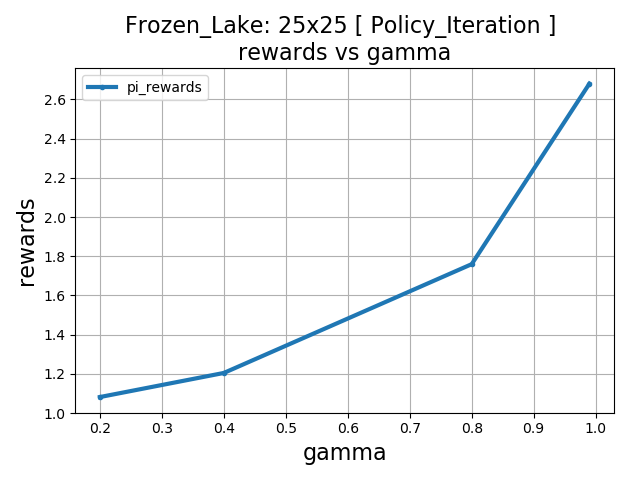 Frozen_Lake: 25x25 [ Policy_Iteration ]
rewards vs gamma
pi_rewards
rewards
2.6
2.4
2.2
2.0
1.8
1.6
1.4
1.2
1.0
0.2 0.3 0.4 0.5 0.6 0.7 0.8 0.9 1.0
gamma